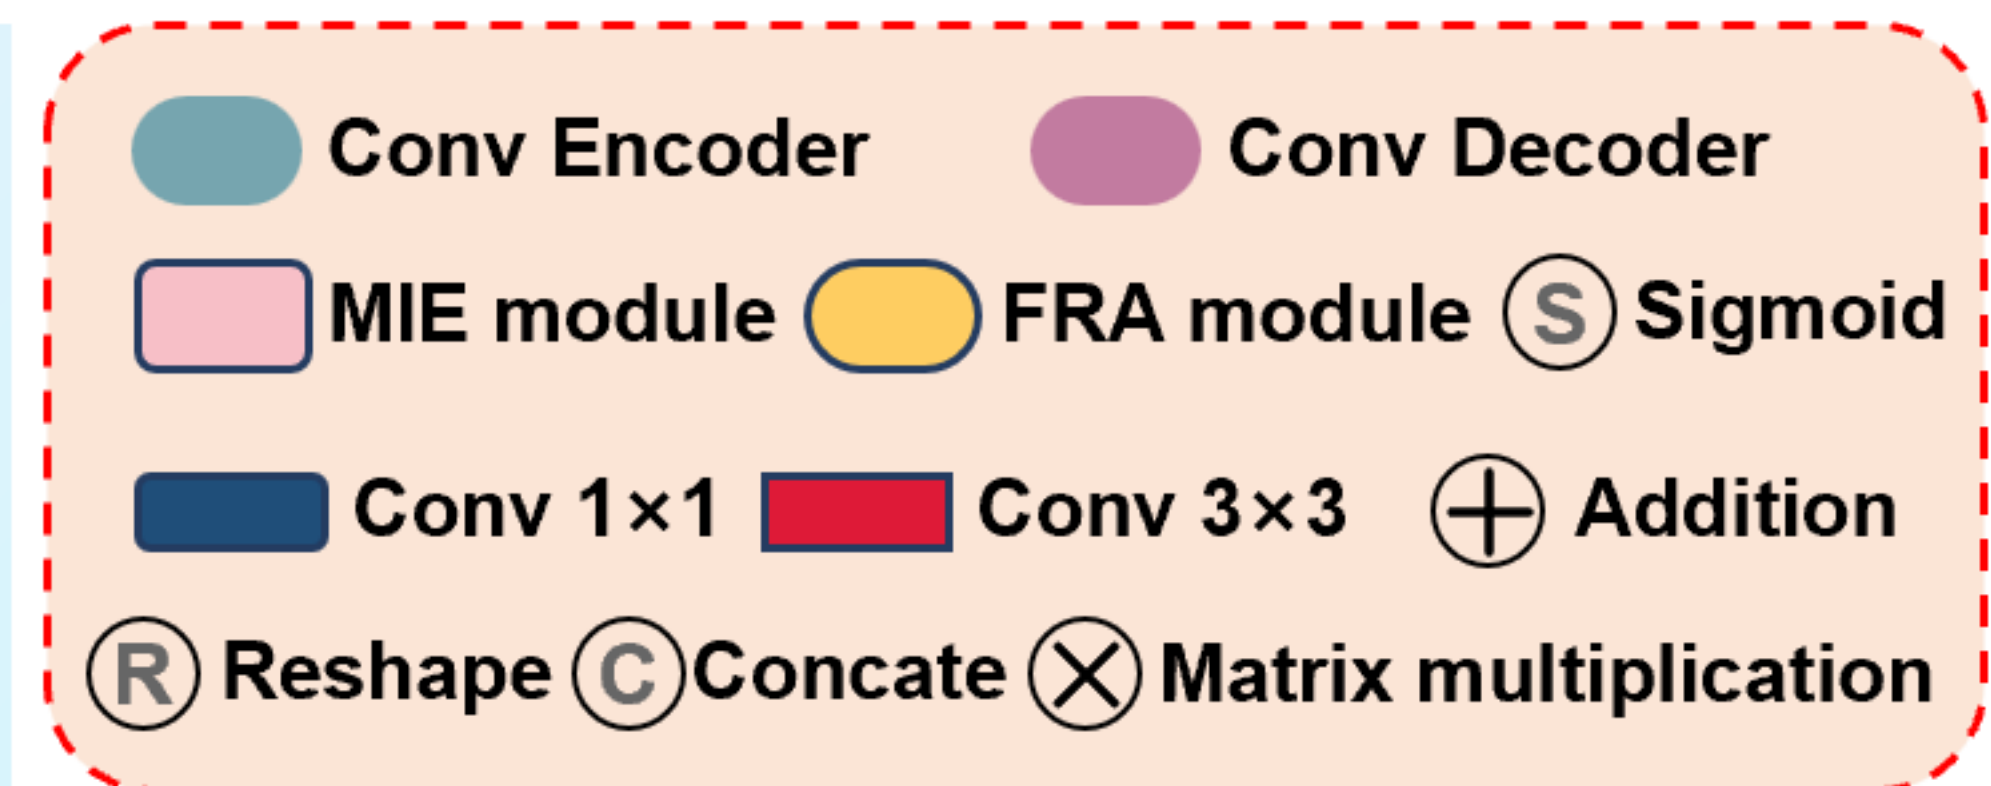 Conv Encoder Conv Decoder
MIE module FRA module S Sigmoid
Conv 1×1 Conv 3×3 Addition
R Reshape C Concate Matrix multiplication